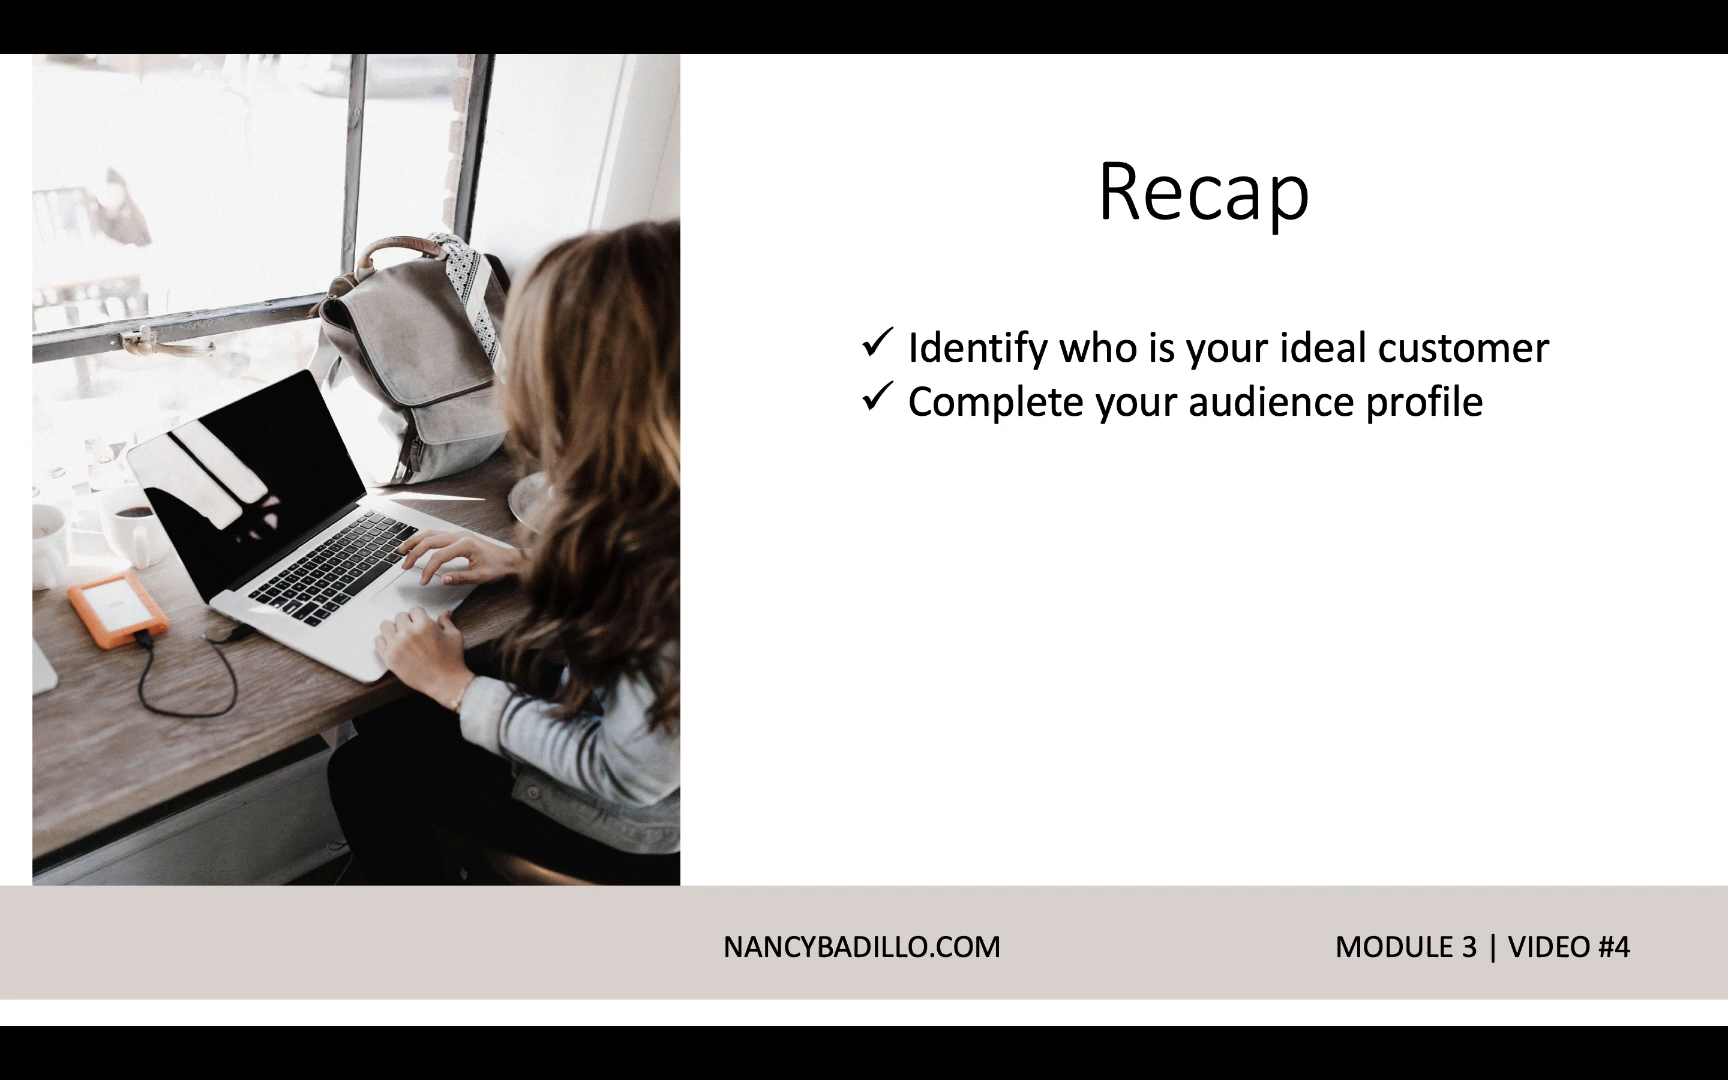 Recap
✓ Identify who is your ideal customer
✓ Complete your audience profile
NANCYBADILLO.COM
MODULE 3 | VIDEO #4